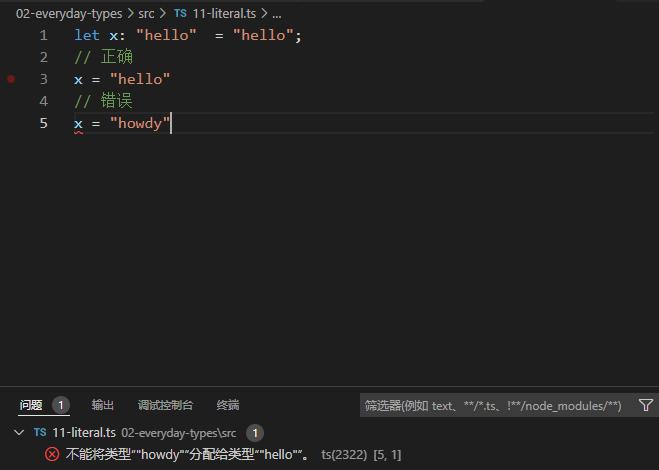 02-everyday-types > src > TS 11-literal.ts > ...
1 let x: "hello"  = "hello";
2 // 正确
3 x = "hello"
4 // 错误
5 x = "howdy"
问题 1 输出 调试控制台 终端 筛选器(例如 text、**/*.ts、!**/node_modules/**)
TS 11-literal.ts 02-everyday-types\src 1
不能将类型“"howdy"”分配给类型“"hello"”。 ts(2322) [5, 1]